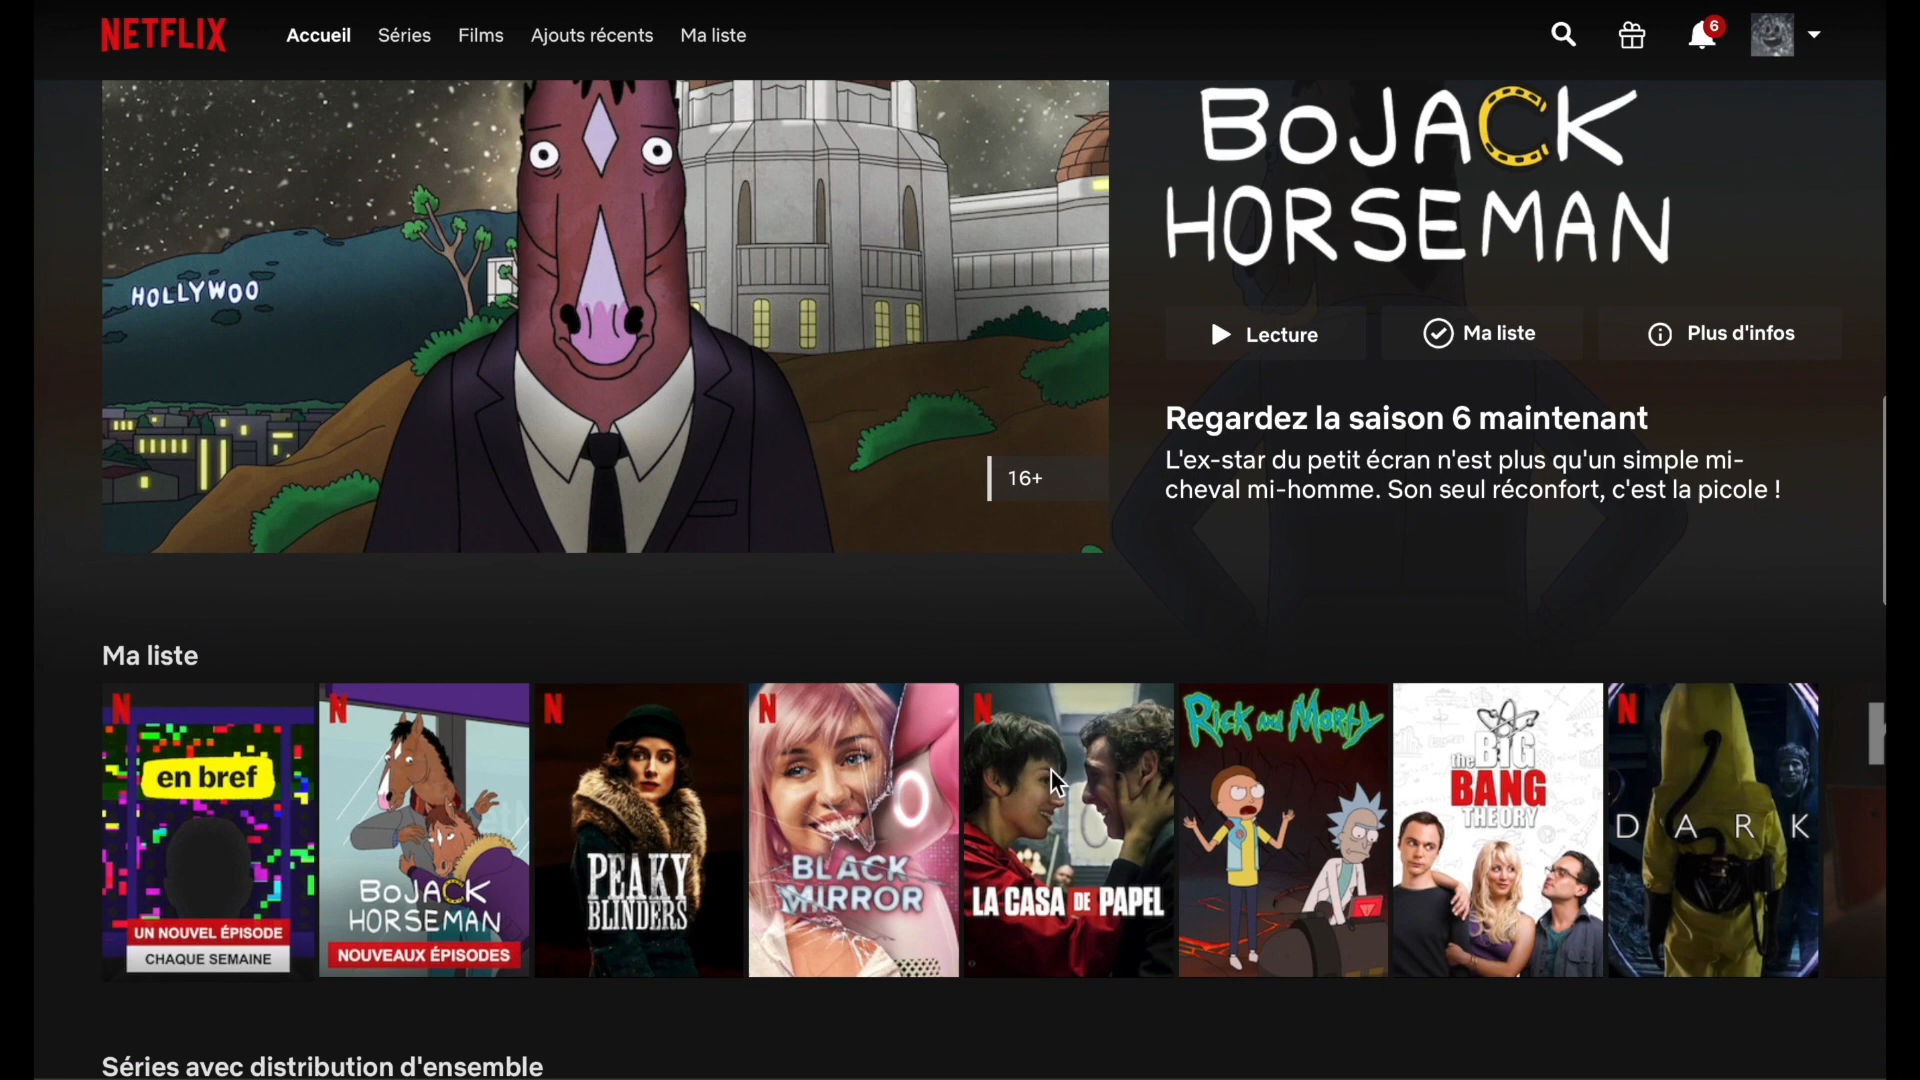 NETFLIX
Accueil Séries Films Ajouts récents Ma liste
6
HOLLYWOO
BOJACK
HORSEMAN
Lecture Ma liste Plus d'infos
16+
Regardez la saison 6 maintenant
L'ex-star du petit écran n'est plus qu'un simple mi-
cheval mi-homme. Son seul réconfort, c'est la picole !
Ma liste
N
en bref
UN NOUVEL ÉPISODE
CHAQUE SEMAINE
N
BOJACK
HORSEMAN
NOUVEAUX ÉPISODES
N
PEAKY
BLINDERS
N
BLACK
MIRROR
N
LA CASA DE PAPEL
Rick and Morty
the BIG
BANG
THEORY
N
DARK
Séries avec distribution d'ensemble